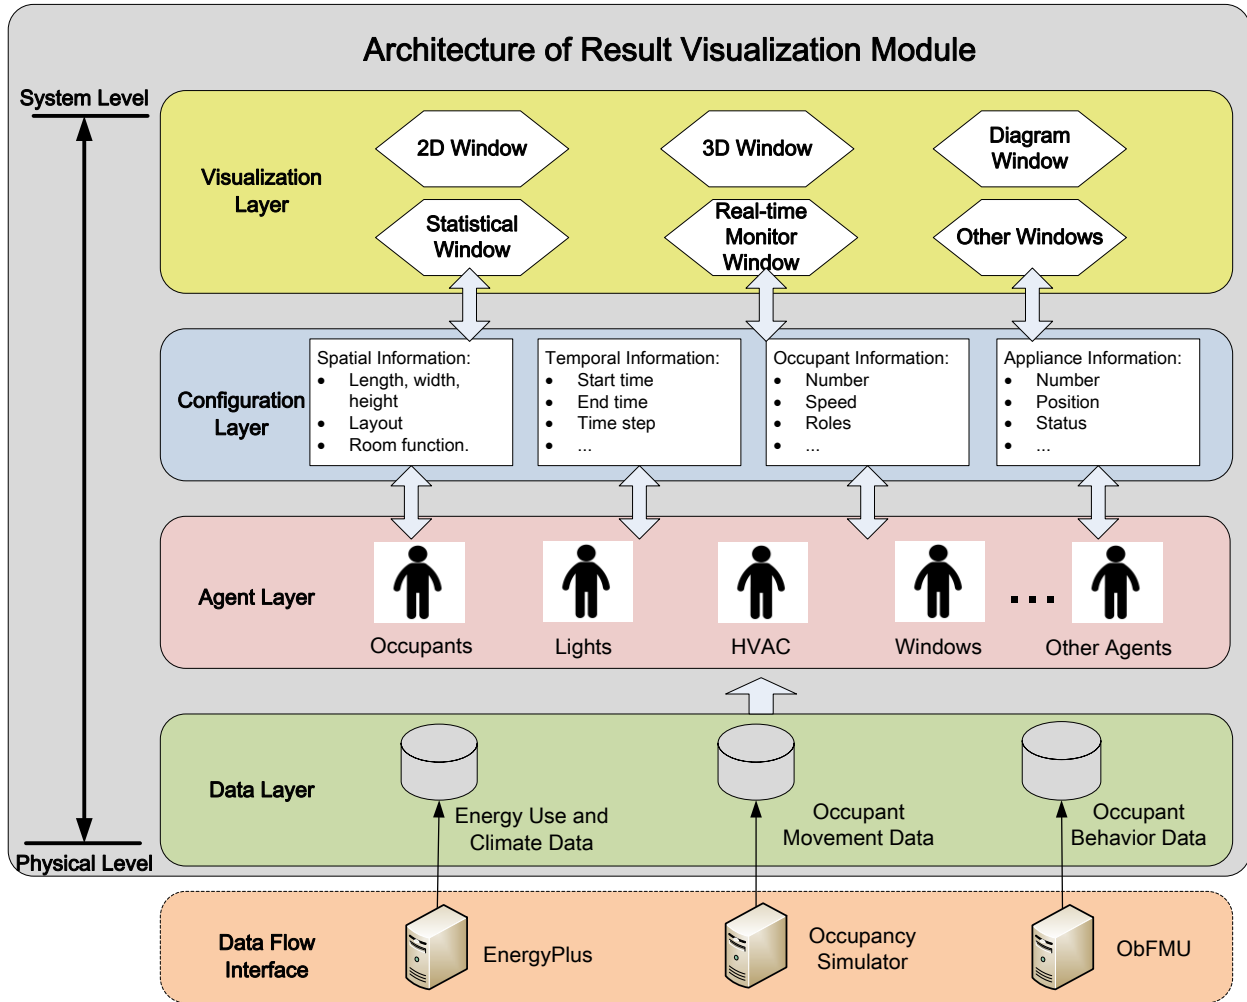 Architecture of Result Visualization Module
System Level
Visualization
Layer
2D Window
3D Window
Diagram
Window
Statistical
Window
Real-time
Monitor
Window
Other Windows
Configuration
Layer
Spatial Information:
• Length, width,
height
• Layout
• Room function.
Temporal Information:
• Start time
• End time
• Time step
• ...
Occupant Information:
• Number
• Speed
• Roles
• ...
Appliance Information:
• Number
• Position
• Status
• ...
Agent Layer
Occupants
Lights
HVAC
Windows
...
Other Agents
Data Layer
Energy Use and
Climate Data
Occupant
Movement Data
Occupant
Behavior Data
Physical Level
Data Flow
Interface
EnergyPlus
Occupancy
Simulator
ObFMU